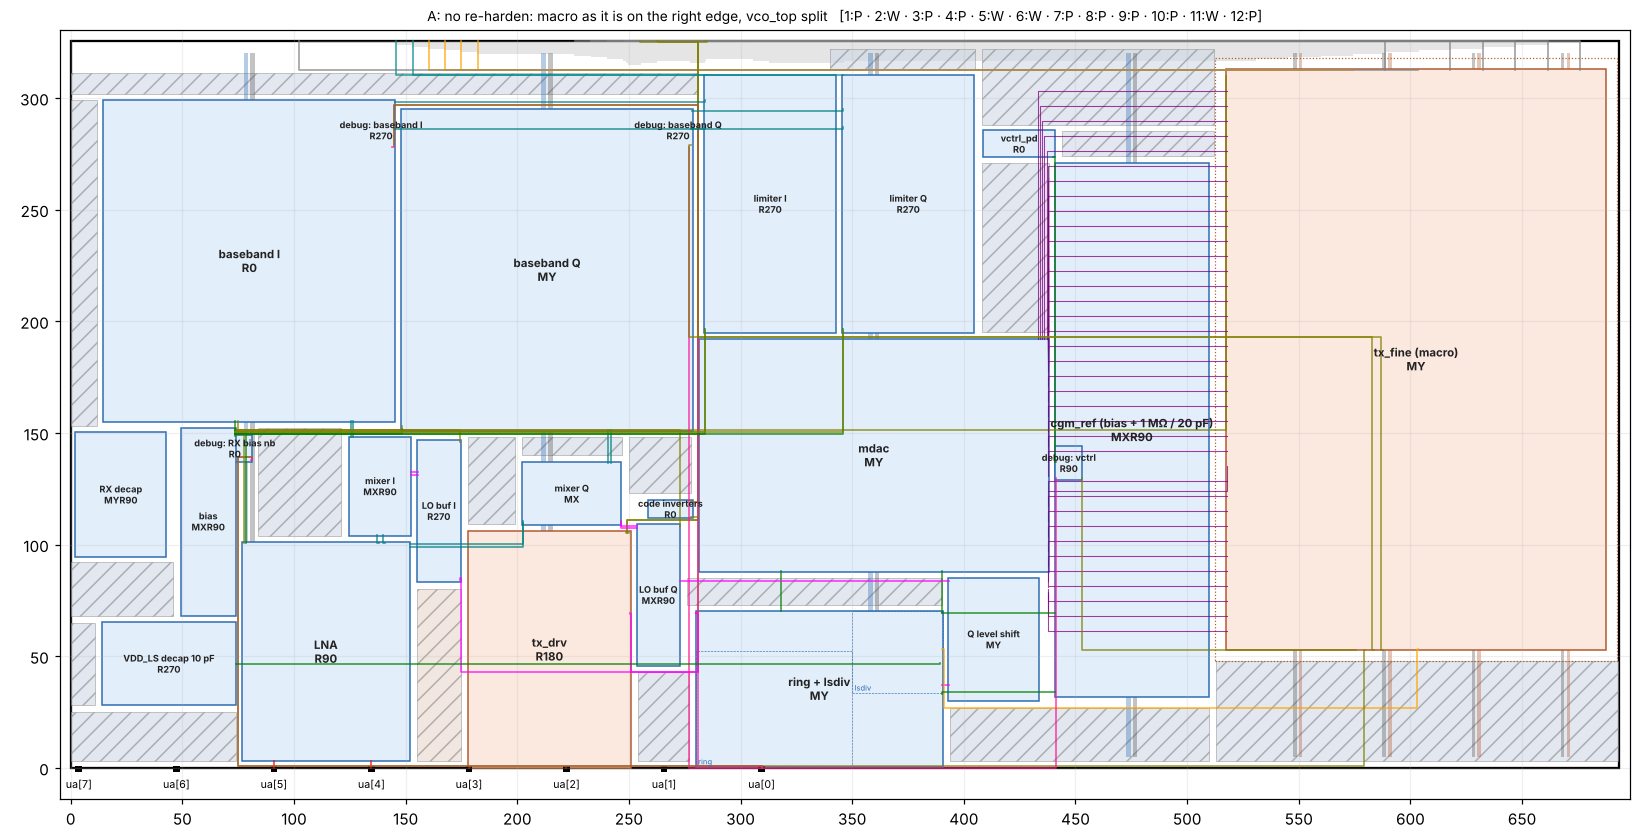 A: no re-harden: macro as it is on the right edge, vco_top split [1:P · 2:W · 3:P · 4:P · 5:W · 6:W · 7:P · 8:P · 9:P · 10:P · 11:W · 12:P]
300
250
200
150
100
50
0
debug: baseband I
R270
debug: baseband Q
R270
vctrl_pd
R0
limiter I
R270
limiter Q
R270
baseband I
R0
baseband Q
MY
tx_fine (macro)
MY
cgm_ref (bias + 1 MΩ / 20 pF)
MXR90
mdac
MY
debug: vctrl
R90
debug: RX bias nb
R0
RX decap
MYR90
bias
MXR90
mixer I
MXR90
LO buf I
R270
mixer Q
MX
code inverters
R0
LO buf Q
MXR90
VDD_LS decap 10 pF
R270
LNA
R90
tx_drv
R180
Q level shift
MY
ring + lsdiv
MY
lsdiv
ring
ua[7]
ua[6]
ua[5]
ua[4]
ua[3]
ua[2]
ua[1]
ua[0]
0
50
100
150
200
250
300
350
400
450
500
550
600
650